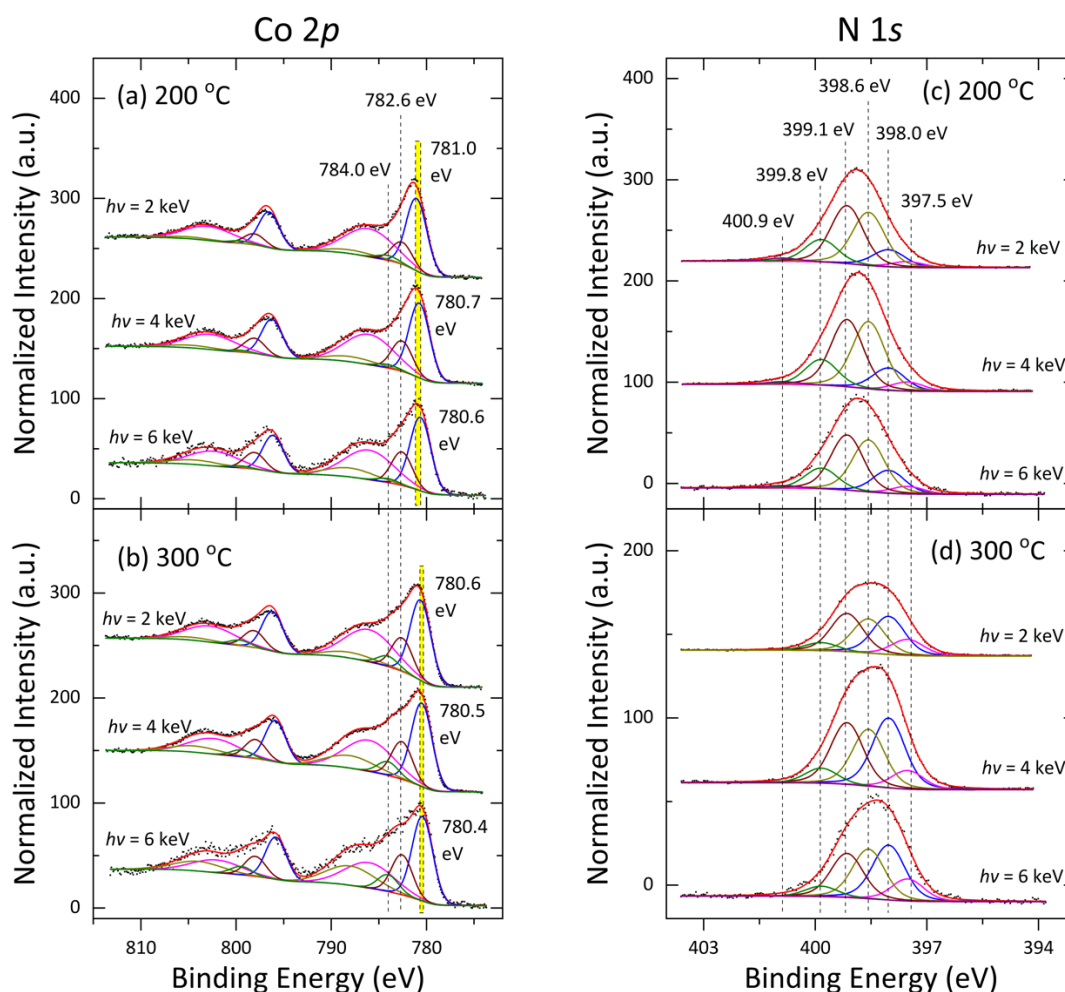 Co 2p
N 1s
Normalized Intensity (a.u.)
400
300
200
100
0
(a) 200 °C
782.6 eV
784.0 eV
781.0
eV
hν = 2 keV
780.7
eV
hν = 4 keV
780.6
eV
hν = 6 keV
Normalized Intensity (a.u.)
300
200
100
0
(b) 300 °C
780.6
eV
hν = 2 keV
780.5
eV
hν = 4 keV
780.4
eV
hν = 6 keV
810
800
790
780
Binding Energy (eV)
Normalized Intensity (a.u.)
400
300
200
100
0
(c) 200 °C
398.6 eV
399.1 eV
398.0 eV
399.8 eV
397.5 eV
400.9 eV
hν = 2 keV
hν = 4 keV
hν = 6 keV
Normalized Intensity (a.u.)
200
100
0
(d) 300 °C
hν = 2 keV
hν = 4 keV
hν = 6 keV
403
400
397
394
Binding Energy (eV)